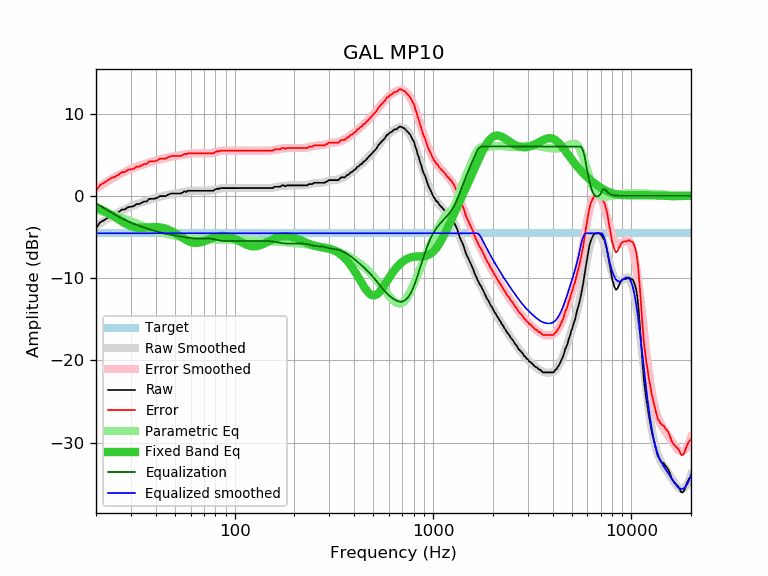 GAL MP10
Amplitude (dBr)
10
0
−10
−20
−30
Target
Raw Smoothed
Error Smoothed
Raw
Error
Parametric Eq
Fixed Band Eq
Equalization
Equalized smoothed
100
1000
10000
Frequency (Hz)